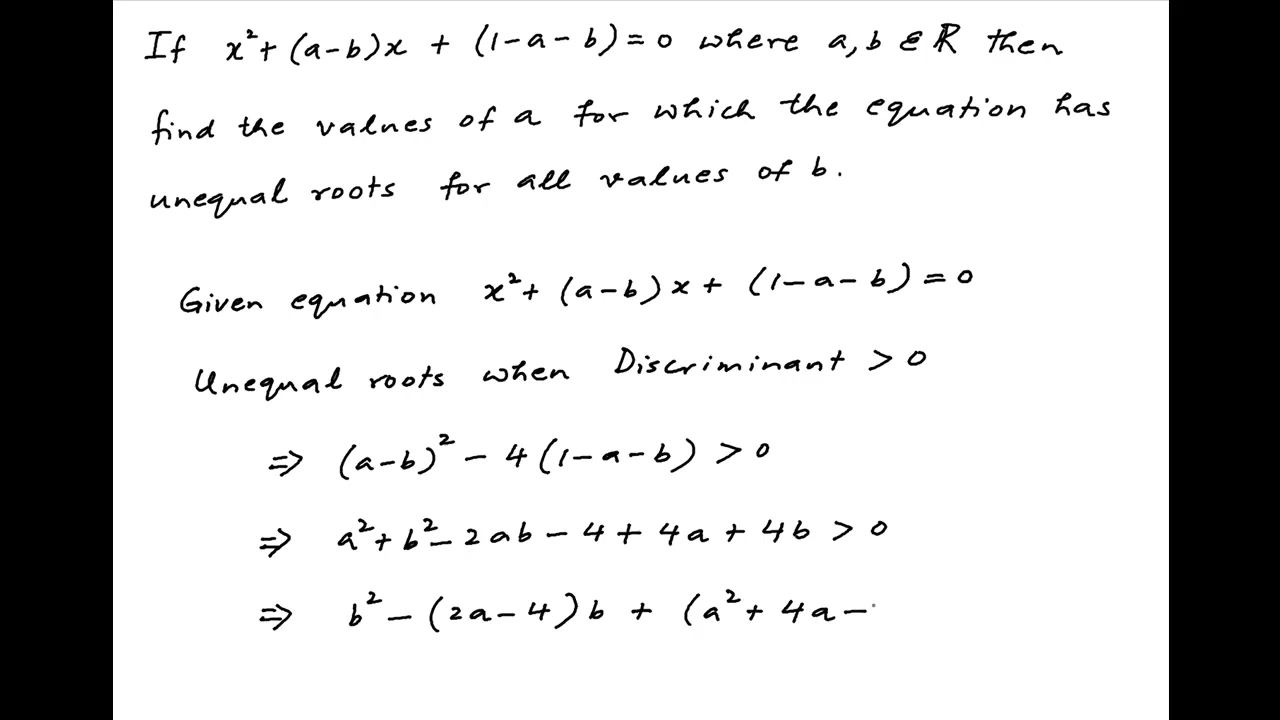 If x² + (a-b)x + (1-a-b) = 0 where a, b ∈ ℝ then
find the values of a for which the equation has
unequal roots for all values of b.
Given equation x² + (a-b)x + (1-a-b) = 0
Unequal roots when Discriminant > 0
⇒ (a-b)² - 4(1-a-b) > 0
⇒ a² + b² - 2ab - 4 + 4a + 4b > 0
⇒ b² - (2a-4)b + (a² + 4a -